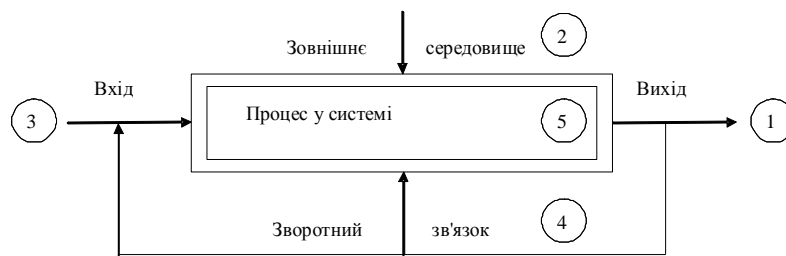 Зовнішнє середовище 2
Вхід
Вихід
3
Процес у системі 5
1
Зворотний зв'язок 4